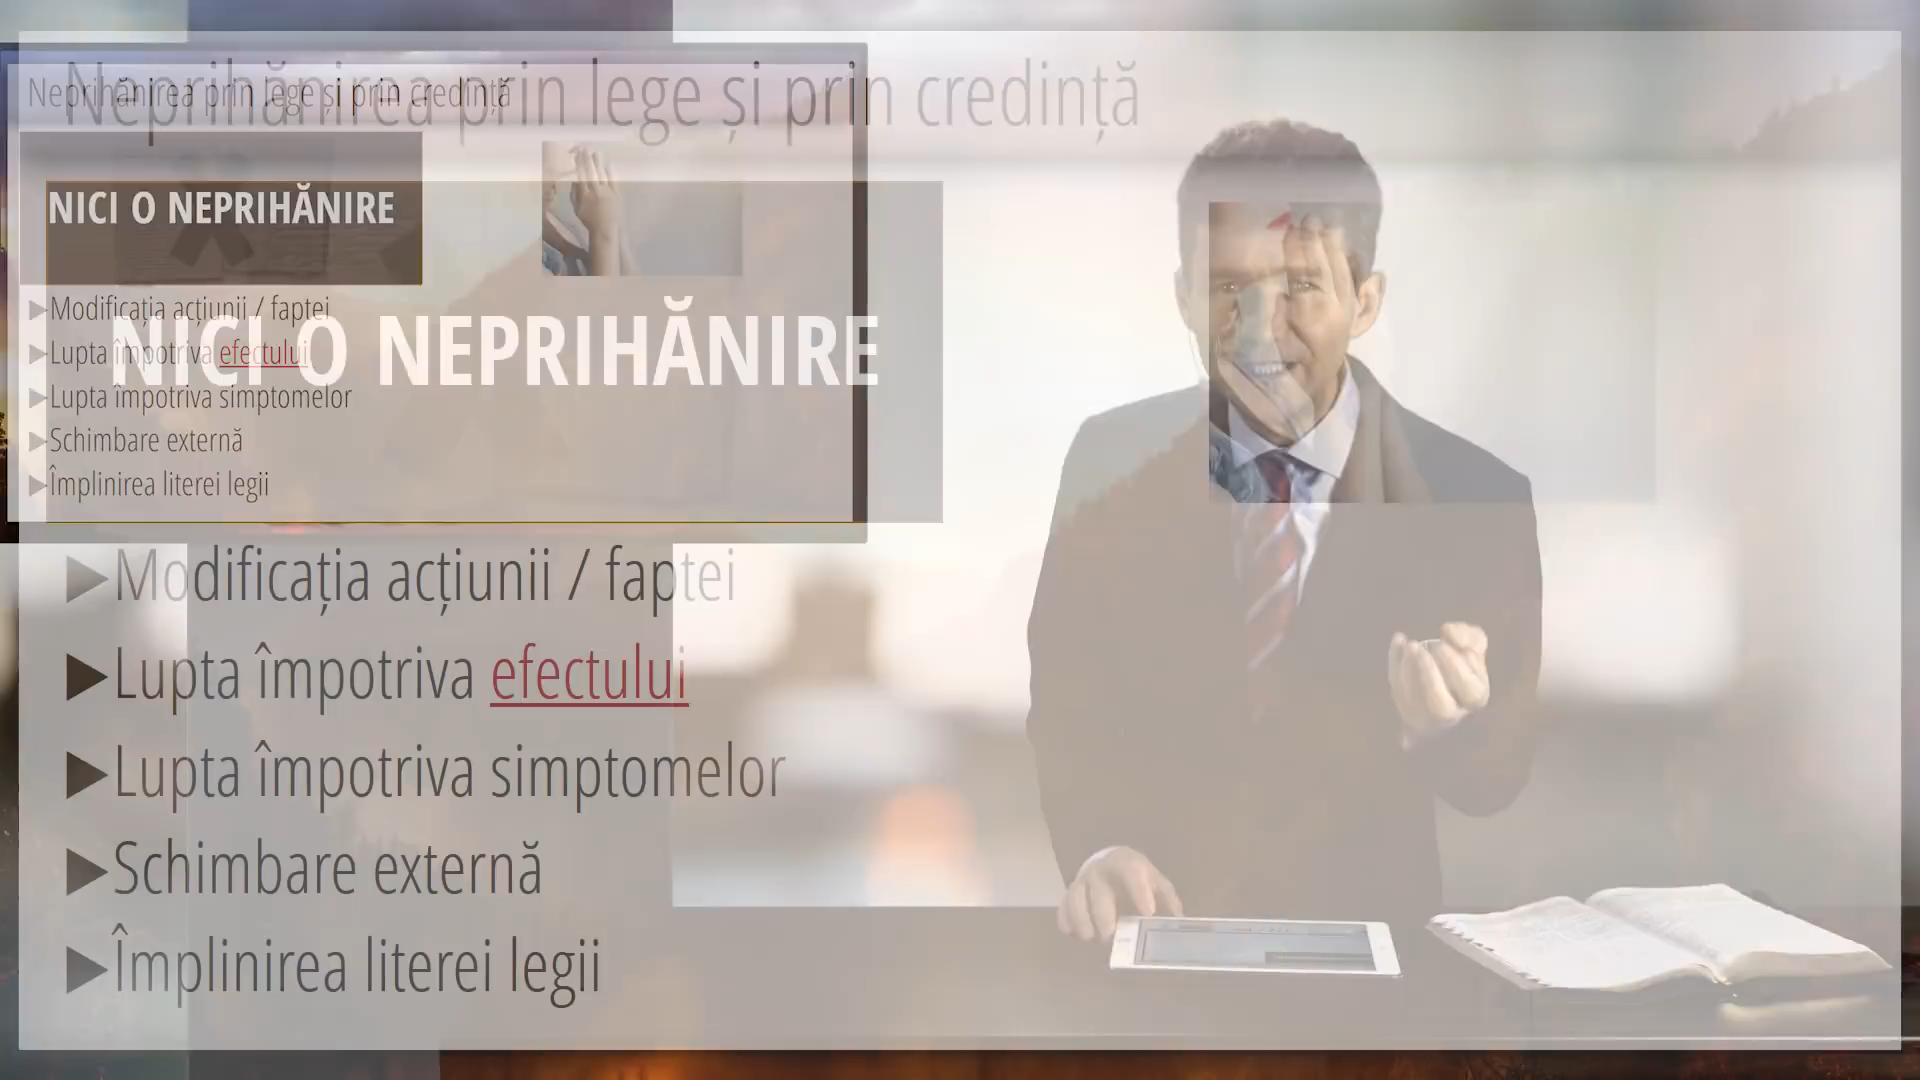 Neprihănirea prin lege și prin credință
Neprihănirea prin lege și prin credință
NICI O NEPRIHĂNIRE
Modificația acțiunii / faptei
Lupta împotriva efectului
Lupta împotriva simptomelor
Schimbare externă
Împlinirea literei legii
NICI O NEPRIHĂNIRE
Modificația acțiunii / faptei
Lupta împotriva efectului
Lupta împotriva simptomelor
Schimbare externă
Împlinirea literei legii